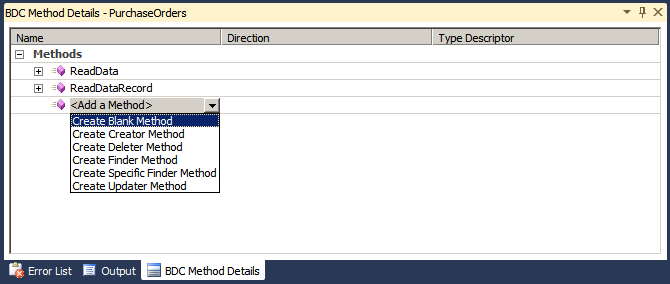 BDC Method Details - PurchaseOrders
Name Direction Type Descriptor
Methods
ReadData
ReadDataRecord
<Add a Method>
Create Blank Method
Create Creator Method
Create Deleter Method
Create Finder Method
Create Specific Finder Method
Create Updater Method
Error List Output BDC Method Details